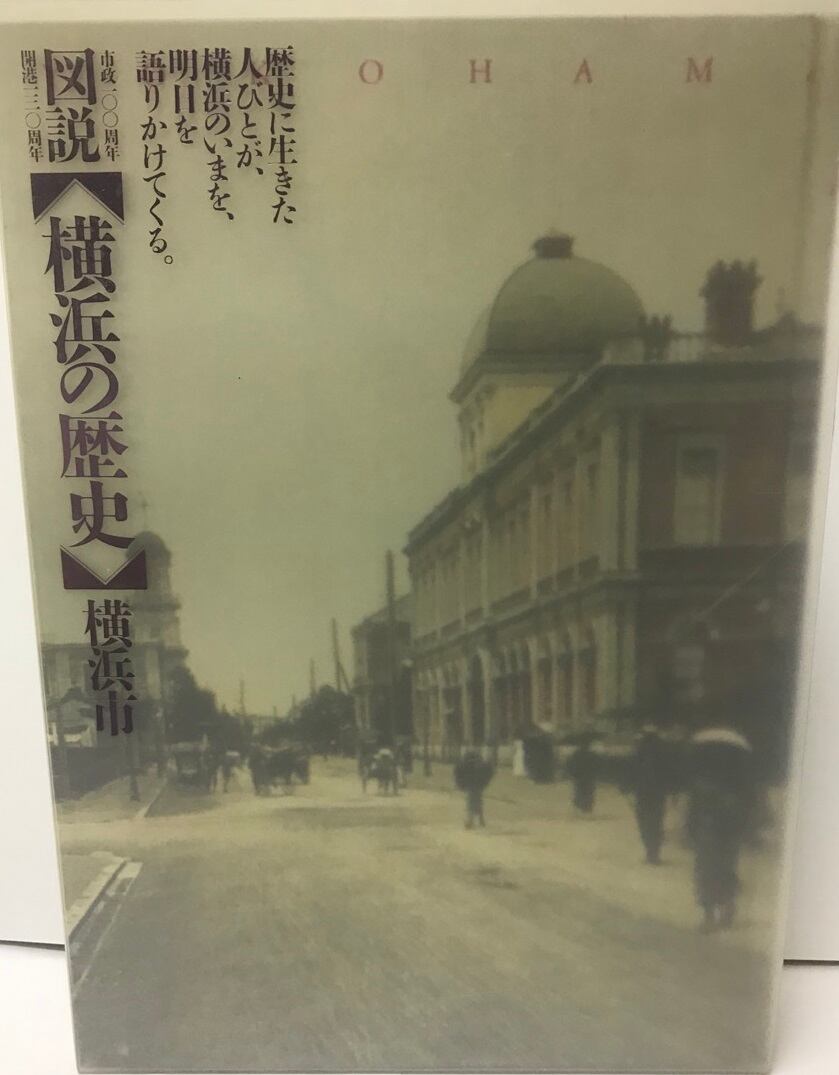 OHAM
歴史に生きた
人びとが、
横浜のいまを、
明日を
語りかけてくる。
市政一〇〇周年
開港一三〇周年
図説
横浜の歴史
横浜市